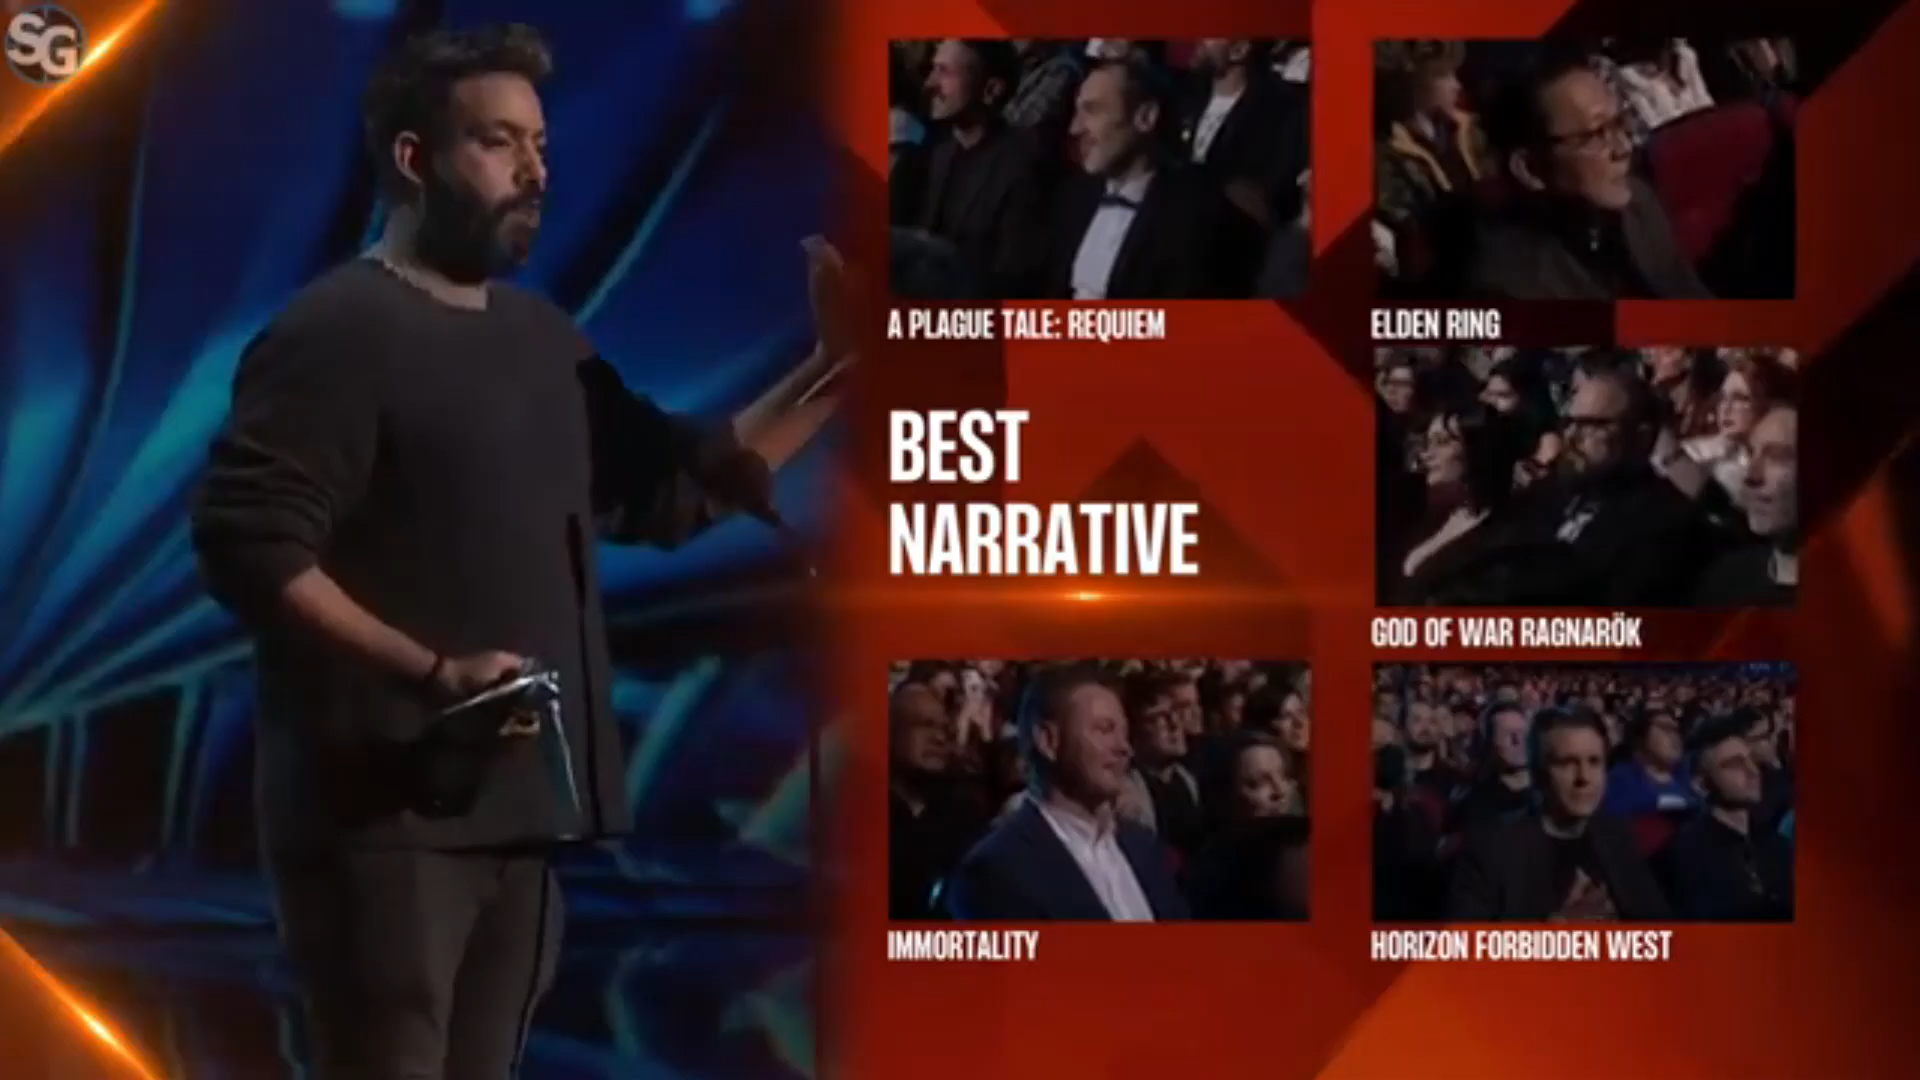 SG
A PLAGUE TALE: REQUIEM
ELDEN RING
BEST
NARRATIVE
GOD OF WAR RAGNARÖK
IMMORTALITY
HORIZON FORBIDDEN WEST